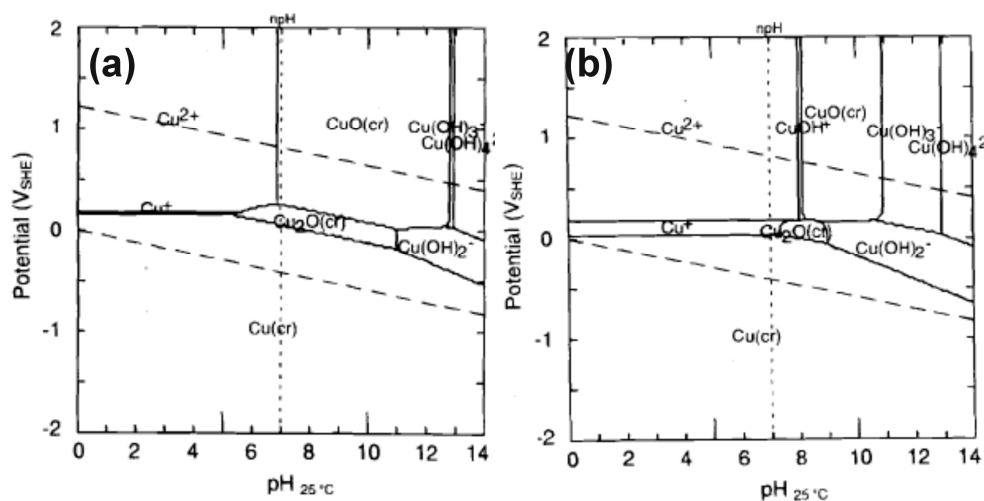 (a)
npH
Cu2+
CuO(cr)
Cu(OH)3-
Cu(OH)42-
Cu+
Cu2O(cr)
Cu(OH)2-
Cu(cr)
Potential (VSHE)
2
1
0
-1
-2
0 2 4 6 8 10 12 14
pH 25 °C
(b)
npH
Cu2+
CuO(cr)
CuOH+
Cu(OH)3-
Cu(OH)42-
Cu+
Cu2O(cr)
Cu(OH)2-
Cu(cr)
Potential (VSHE)
2
1
0
-1
-2
0 2 4 6 8 10 12 14
pH 25 °C